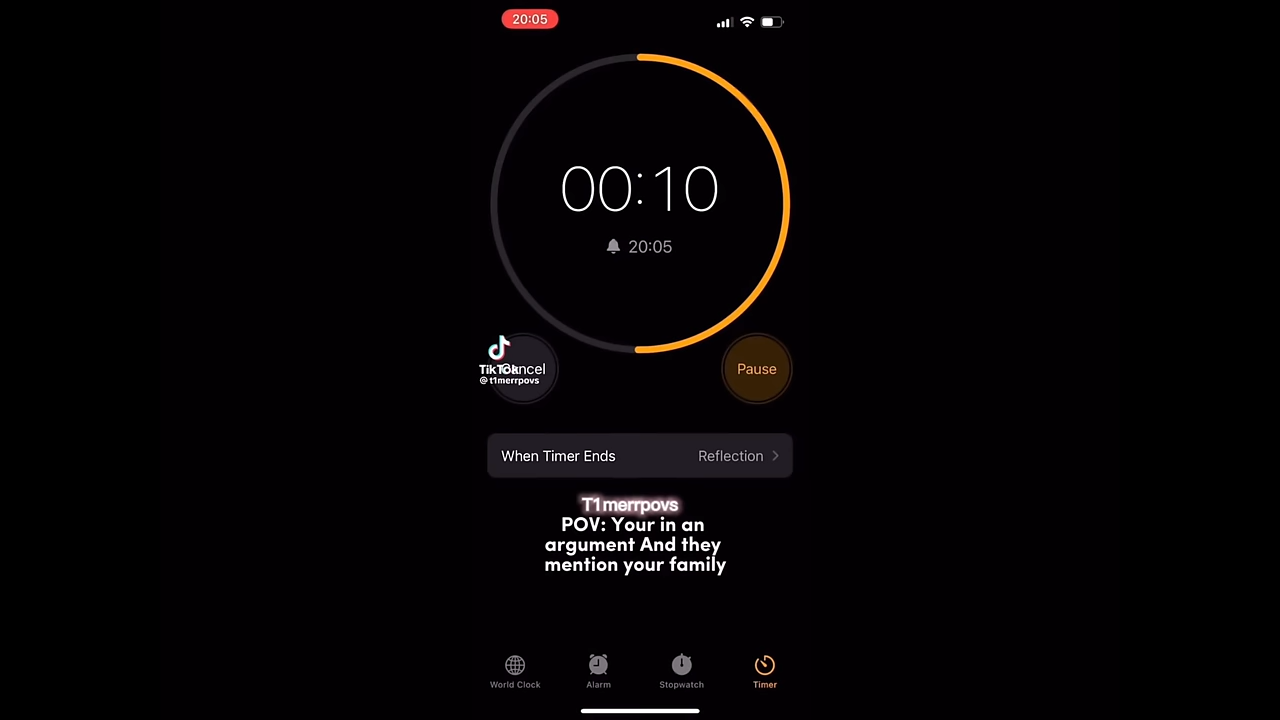 20:05
00:10
20:05
TikTok
@t1merrpovs
Cancel
Pause
When Timer Ends
Reflection
T1merrpovs
POV: Your in an
argument And they
mention your family
World Clock
Alarm
Stopwatch
Timer